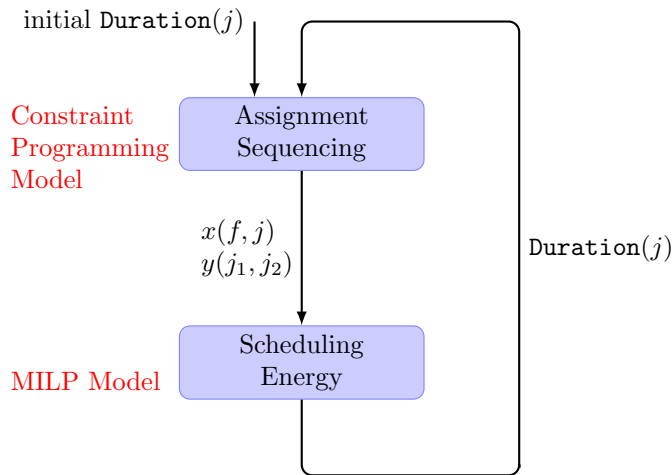 initial Duration(j)
Constraint
Programming
Model
Assignment
Sequencing
x(f, j)
y(j₁, j₂)
Duration(j)
MILP Model
Scheduling
Energy